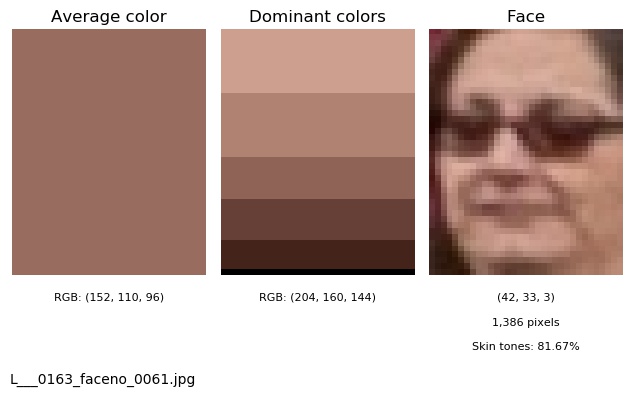 Average color
Dominant colors
Face
RGB: (152, 110, 96)
RGB: (204, 160, 144)
(42, 33, 3)
1,386 pixels
Skin tones: 81.67%
L___0163_faceno_0061.jpg